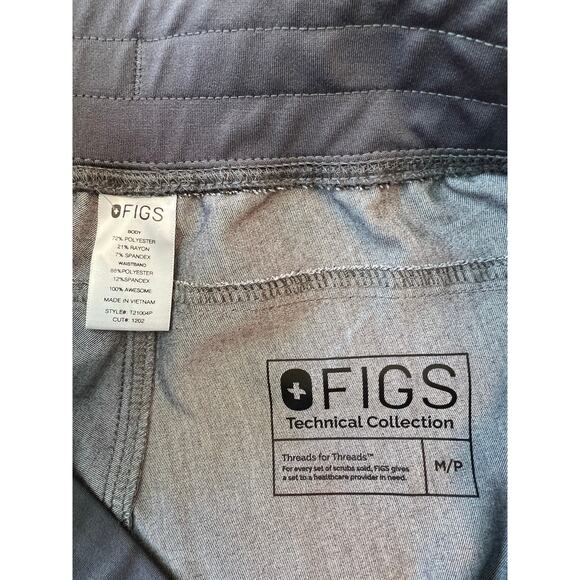 FIGS
BODY
72% POLYESTER
21% RAYON
7% SPANDEX
WAISTBAND
88%POLYESTER
12%SPANDEX
100% AWESOME
MADE IN VIETNAM
STYLE#: T21004P
CUT#: 1202
FIGS
Technical Collection
Threads for Threads™
For every set of scrubs sold, FIGS gives
a set to a healthcare provider in need.
M/P